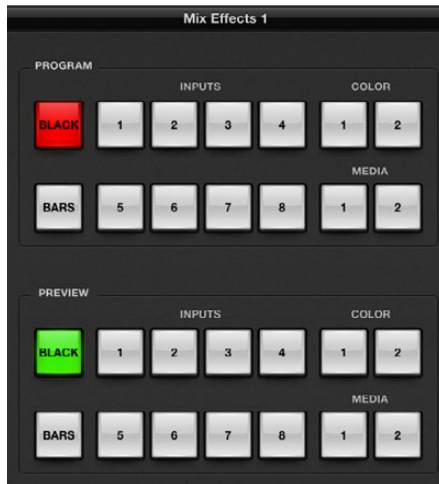 Mix Effects 1
PROGRAM
INPUTS COLOR
BLACK 1 2 3 4 1 2
MEDIA
BARS 5 6 7 8 1 2
PREVIEW
INPUTS COLOR
BLACK 1 2 3 4 1 2
MEDIA
BARS 5 6 7 8 1 2